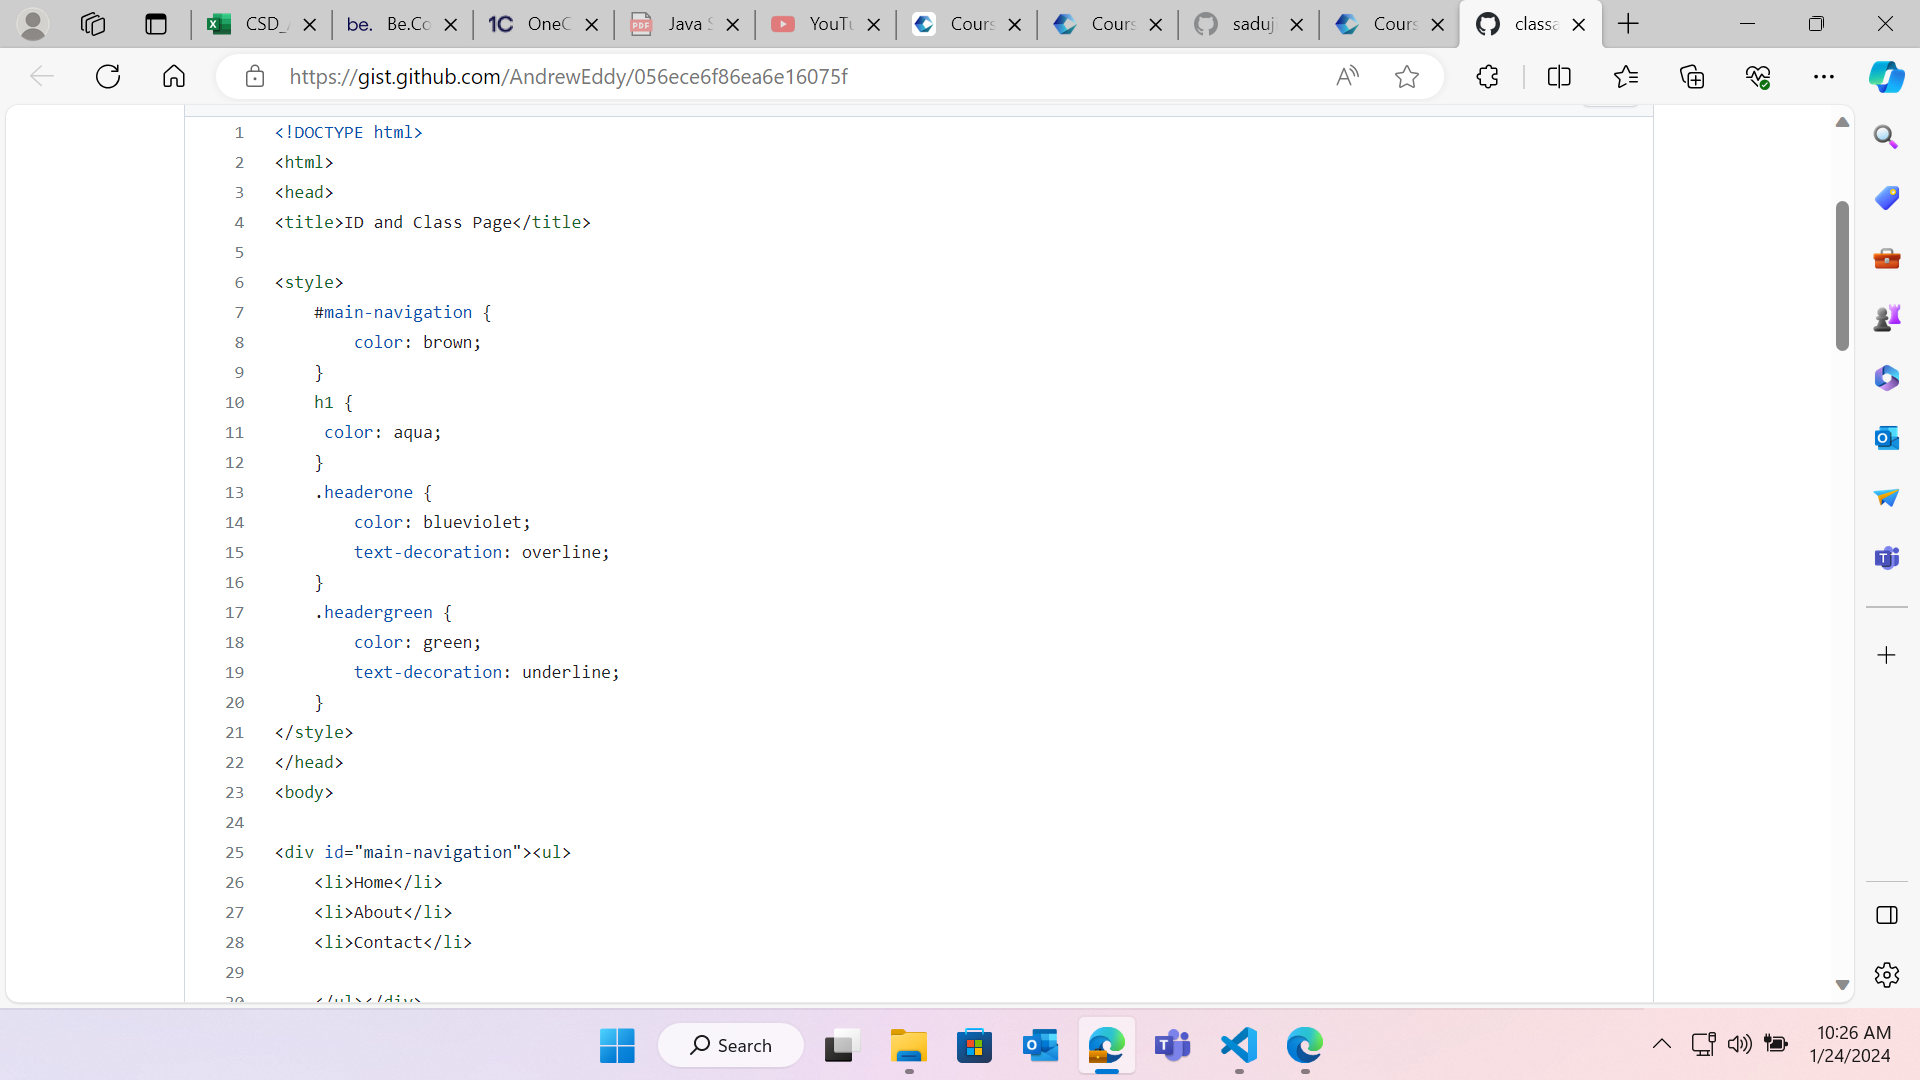 CSD_
be. Be.Co
1C OneC
PDF Java S
YouTu
Cours
Cours
saduj
Cours
classa
https://gist.github.com/AndrewEddy/056ece6f86ea6e16075f
1 <!DOCTYPE html>
2 <html>
3 <head>
4 <title>ID and Class Page</title>
5
6 <style>
7 #main-navigation {
8 color: brown;
9 }
10 h1 {
11 color: aqua;
12 }
13 .headerone {
14 color: blueviolet;
15 text-decoration: overline;
16 }
17 .headergreen {
18 color: green;
19 text-decoration: underline;
20 }
21 </style>
22 </head>
23 <body>
24
25 <div id="main-navigation"><ul>
26 <li>Home</li>
27 <li>About</li>
28 <li>Contact</li>
29
30 </ul></div>
Search
10:26 AM
1/24/2024